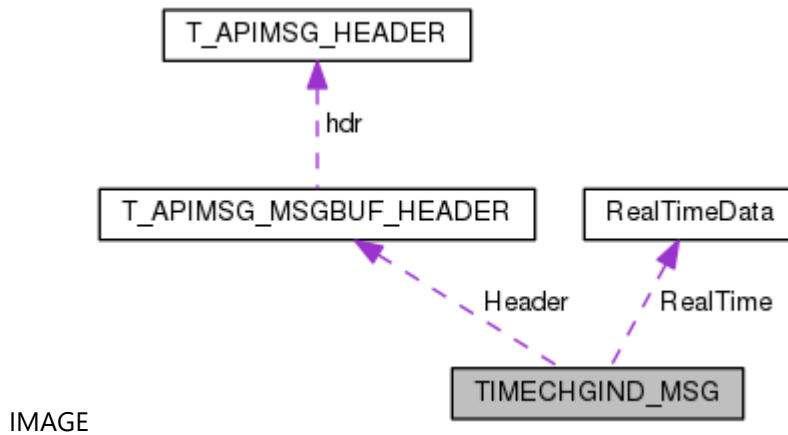 T_APIMSG_HEADER
hdr
T_APIMSG_MSGBUF_HEADER
RealTimeData
Header
RealTime
TIMECHGIND_MSG
IMAGE